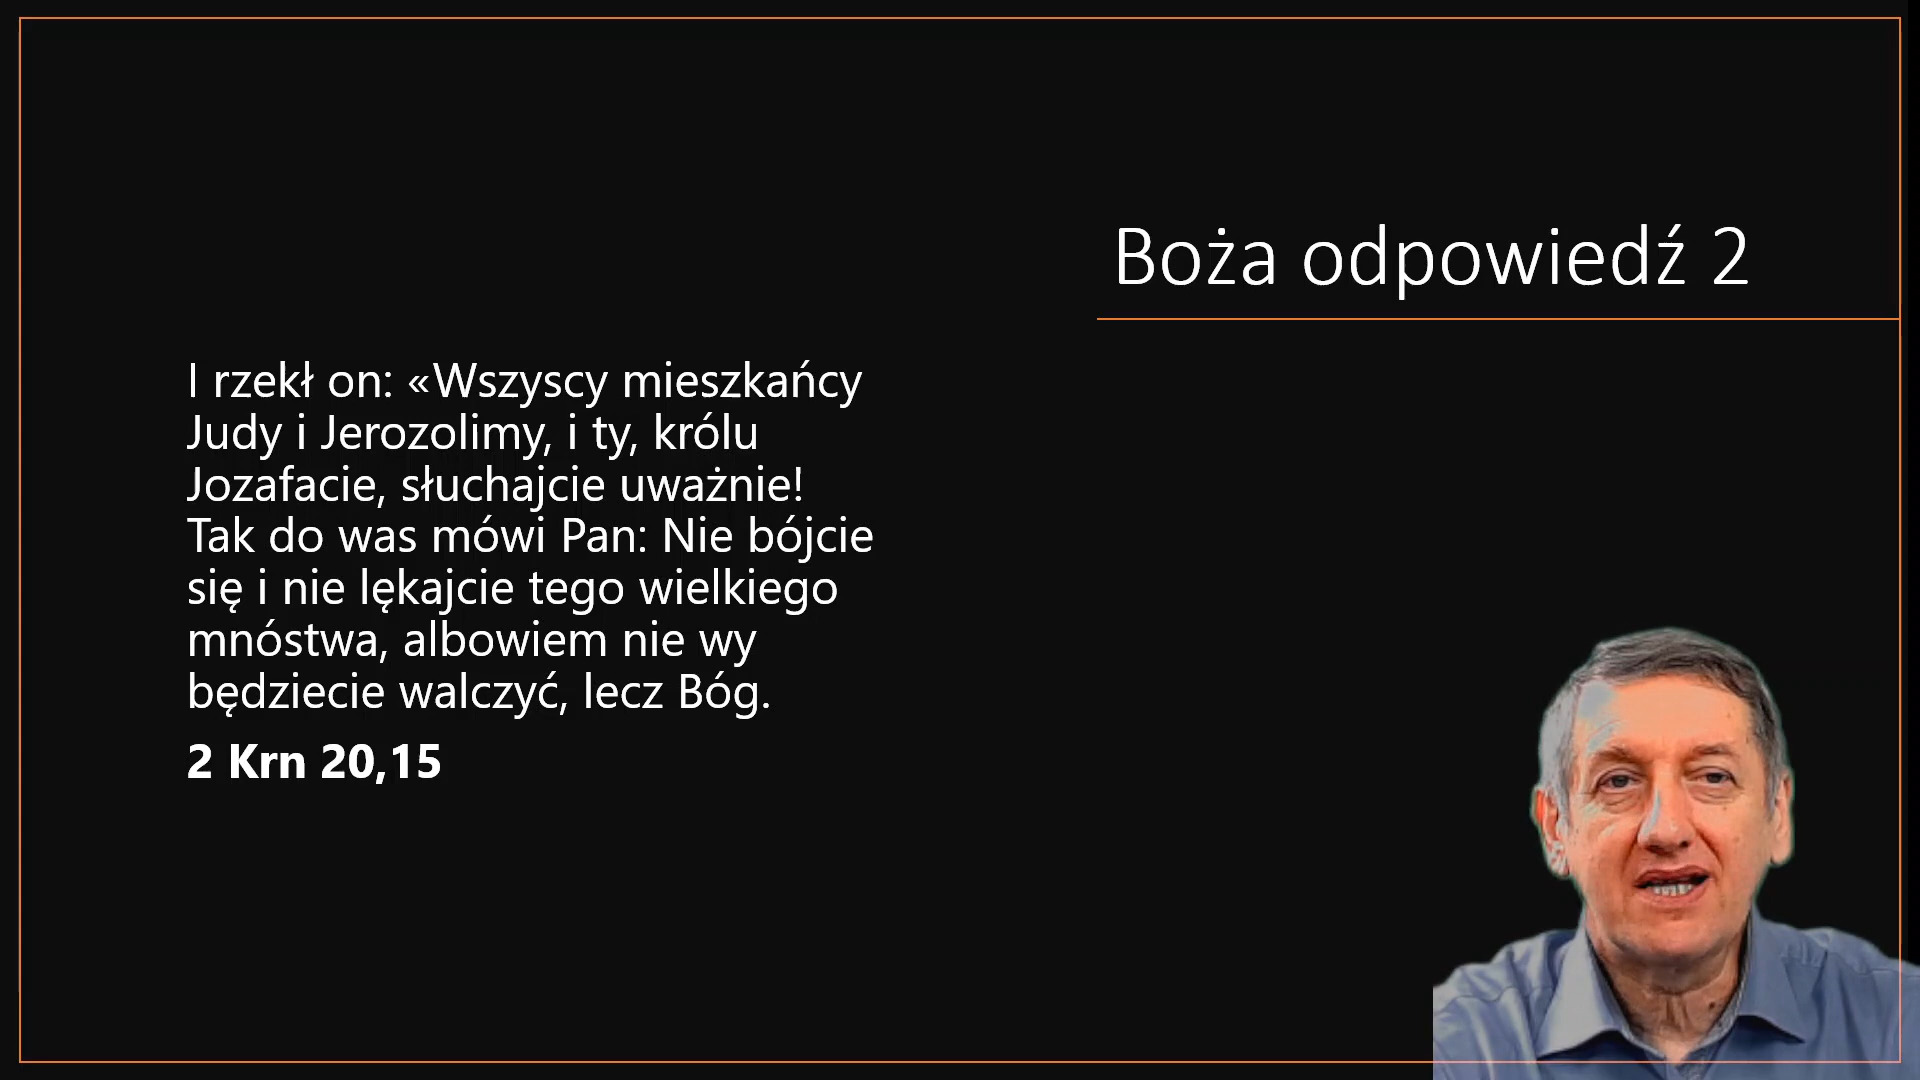 Boża odpowiedź 2
I rzekł on: «Wszyscy mieszkańcy
Judy i Jerozolimy, i ty, królu
Jozafacie, słuchajcie uważnie!
Tak do was mówi Pan: Nie bójcie
się i nie lękajcie tego wielkiego
mnóstwa, albowiem nie wy
będziecie walczyć, lecz Bóg.
2 Krn 20,15